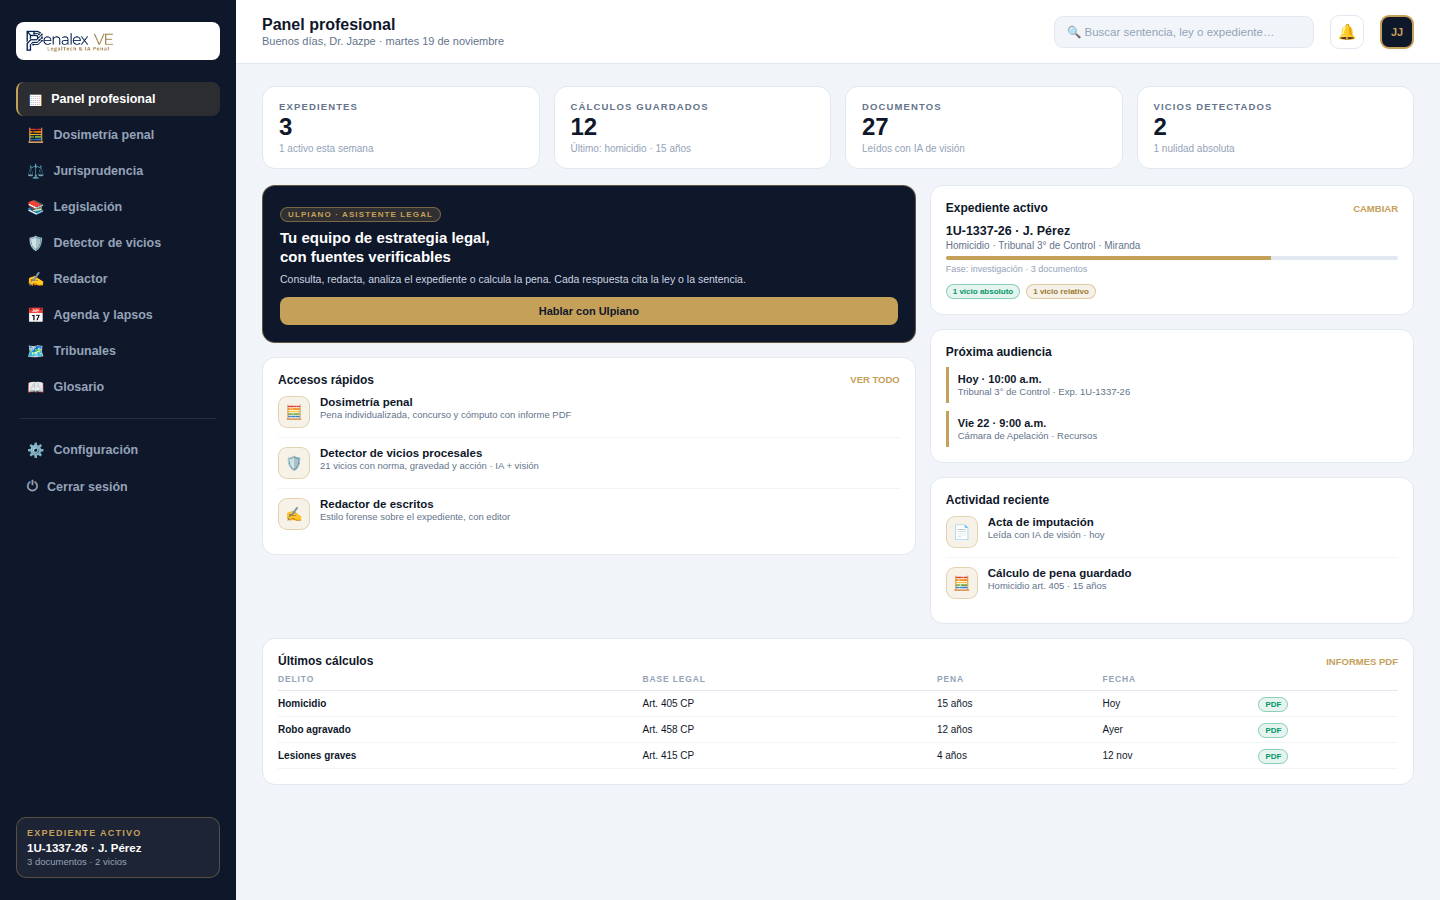 Penalex VE
LegalTech & IA Penal
Panel profesional
Dosimetría penal
Jurisprudencia
Legislación
Detector de vicios
Redactor
Agenda y lapsos
Tribunales
Glosario
Configuración
Cerrar sesión
EXPEDIENTE ACTIVO
1U-1337-26 · J. Pérez
3 documentos · 2 vicios
Panel profesional
Buenos días, Dr. Jazpe · martes 19 de noviembre
Buscar sentencia, ley o expediente…
JJ
EXPEDIENTES
3
1 activo esta semana
CÁLCULOS GUARDADOS
12
Último: homicidio · 15 años
DOCUMENTOS
27
Leídos con IA de visión
VICIOS DETECTADOS
2
1 nulidad absoluta
ULPIANO · ASISTENTE LEGAL
Tu equipo de estrategia legal,
con fuentes verificables
Consulta, redacta, analiza el expediente o calcula la pena. Cada respuesta cita la ley o la sentencia.
Hablar con Ulpiano
Accesos rápidos
VER TODO
Dosimetría penal
Pena individualizada, concurso y cómputo con informe PDF
Detector de vicios procesales
21 vicios con norma, gravedad y acción · IA + visión
Redactor de escritos
Estilo forense sobre el expediente, con editor
Expediente activo
CAMBIAR
1U-1337-26 · J. Pérez
Homicidio · Tribunal 3° de Control · Miranda
Fase: investigación · 3 documentos
1 vicio absoluto
1 vicio relativo
Próxima audiencia
Hoy · 10:00 a.m.
Tribunal 3° de Control · Exp. 1U-1337-26
Vie 22 · 9:00 a.m.
Cámara de Apelación · Recursos
Actividad reciente
Acta de imputación
Leída con IA de visión · hoy
Cálculo de pena guardado
Homicidio art. 405 · 15 años
Últimos cálculos
INFORMES PDF
DELITO BASE LEGAL PENA FECHA
Homicidio Art. 405 CP 15 años Hoy PDF
Robo agravado Art. 458 CP 12 años Ayer PDF
Lesiones graves Art. 415 CP 4 años 12 nov PDF